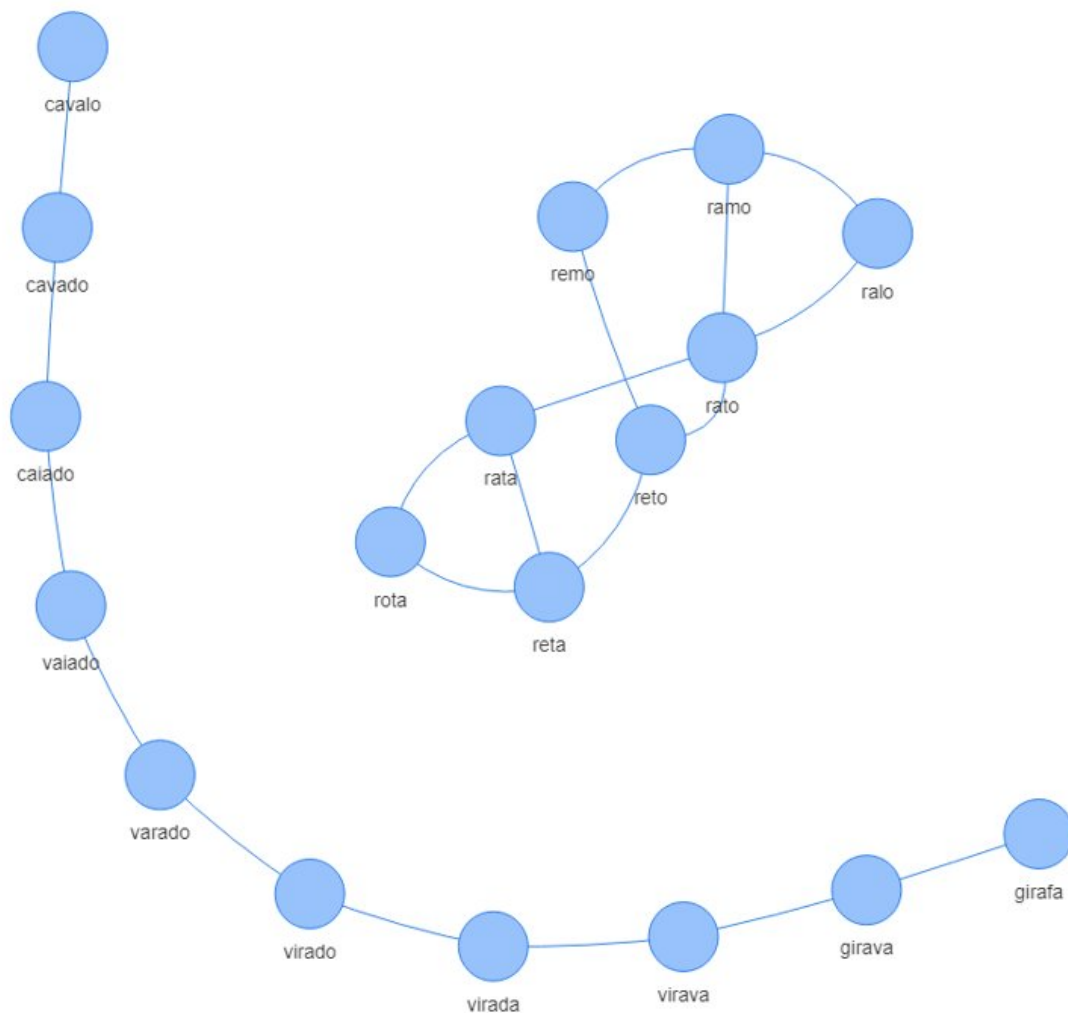 cavalo
ramo
remo
cavado
ralo
rato
caiado
rata
reto
rota
reta
vaiado
varado
girafa
girava
virado
virava
virada